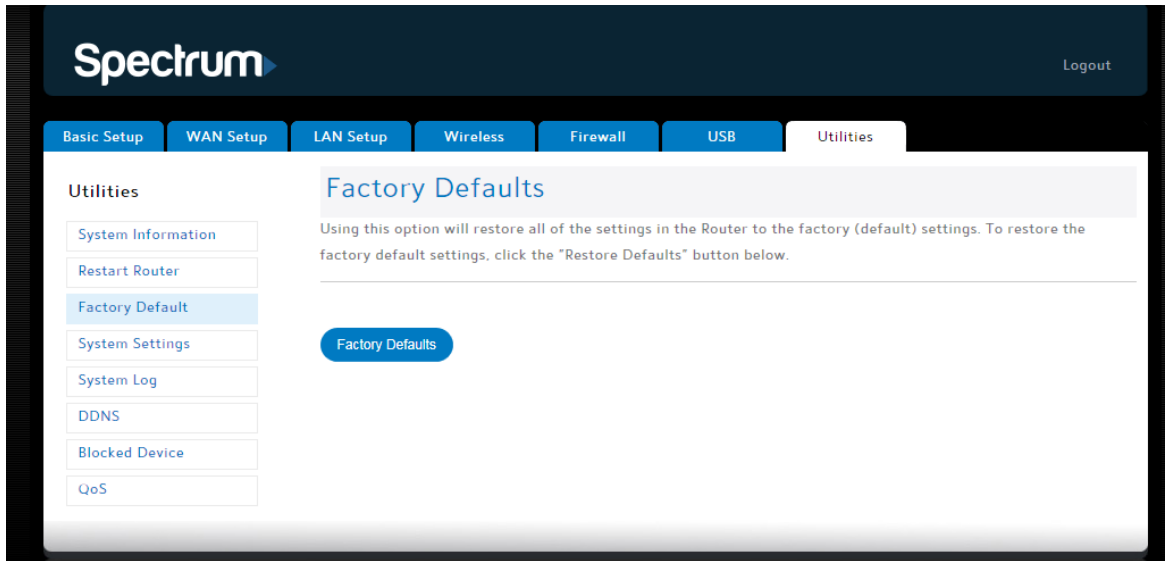 Spectrum
Logout
Basic Setup
WAN Setup
LAN Setup
Wireless
Firewall
USB
Utilities
Utilities
System Information
Restart Router
Factory Default
System Settings
System Log
DDNS
Blocked Device
QoS
Factory Defaults
Using this option will restore all of the settings in the Router to the factory (default) settings. To restore the
factory default settings, click the "Restore Defaults" button below.
Factory Defaults